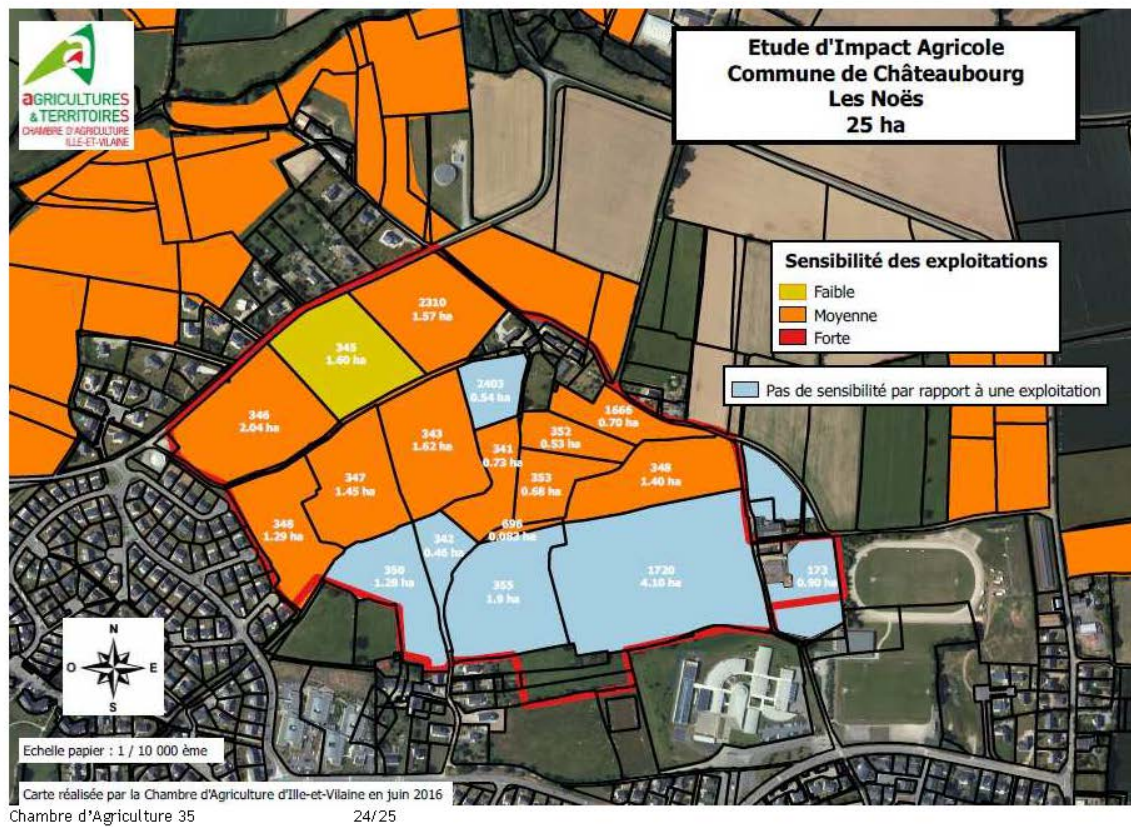 aGRICULTURES
& TERRITOIRES
CHAMBRE D'AGRICULTURE
ILLE-ET-VILAINE
Etude d'Impact Agricole
Commune de Châteaubourg
Les Noës
25 ha
Sensibilité des exploitations
Faible
Moyenne
Forte
Pas de sensibilité par rapport à une exploitation
2310
1.57 ha
345
1.60 ha
346
2.04 ha
2403
0.54 ha
343
1.62 ha
341
0.73 ha
352
0.53 ha
1666
0.70 ha
347
1.45 ha
353
0.68 ha
348
1.40 ha
346
1.29 ha
696
0.083 ha
342
0.46 ha
350
1.28 ha
355
1.9 ha
1720
4.10 ha
173
0.90 ha
N
O
E
S
Echelle papier : 1 / 10 000 ème
Carte réalisée par la Chambre d'Agriculture d'Ille-et-Vilaine en juin 2016
Chambre d'Agriculture 35
24/25